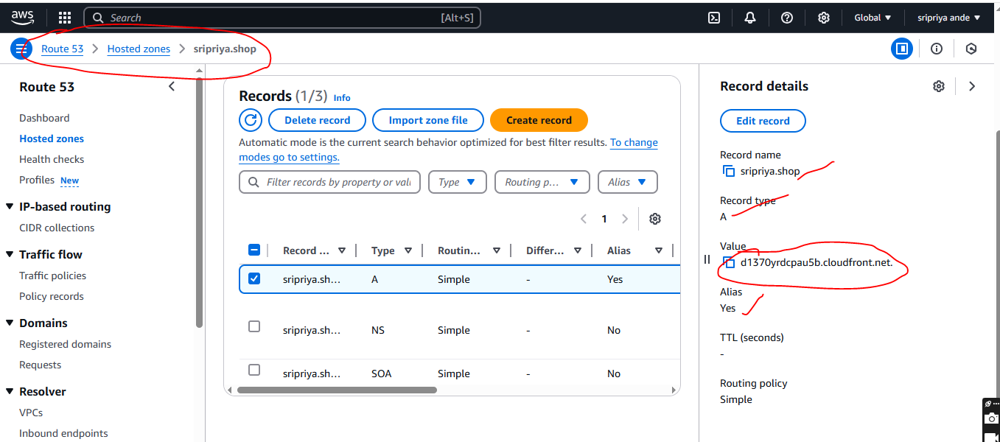 aws
Search [Alt+S] Global sripriya ande
Route 53 Hosted zones sripriya.shop
Route 53
Dashboard
Hosted zones
Health checks
Profiles New
IP-based routing
CIDR collections
Traffic flow
Traffic policies
Policy records
Domains
Registered domains
Requests
Resolver
VPCs
Inbound endpoints
Records (1/3) Info
Delete record Import zone file Create record
Automatic mode is the current search behavior optimized for best filter results. To change
modes go to settings.
Filter records by property or val
Type Routing p... Alias
1
Record ... Type Routin... Differ... Alias
sripriya.sh... A Simple - Yes
sripriya.sh... NS Simple - No
sripriya.sh... SOA Simple - No
Record details
Edit record
Record name
sripriya.shop
Record type
A
Value
d1370yrdcpau5b.cloudfront.net.
Alias
Yes
TTL (seconds)
-
Routing policy
Simple